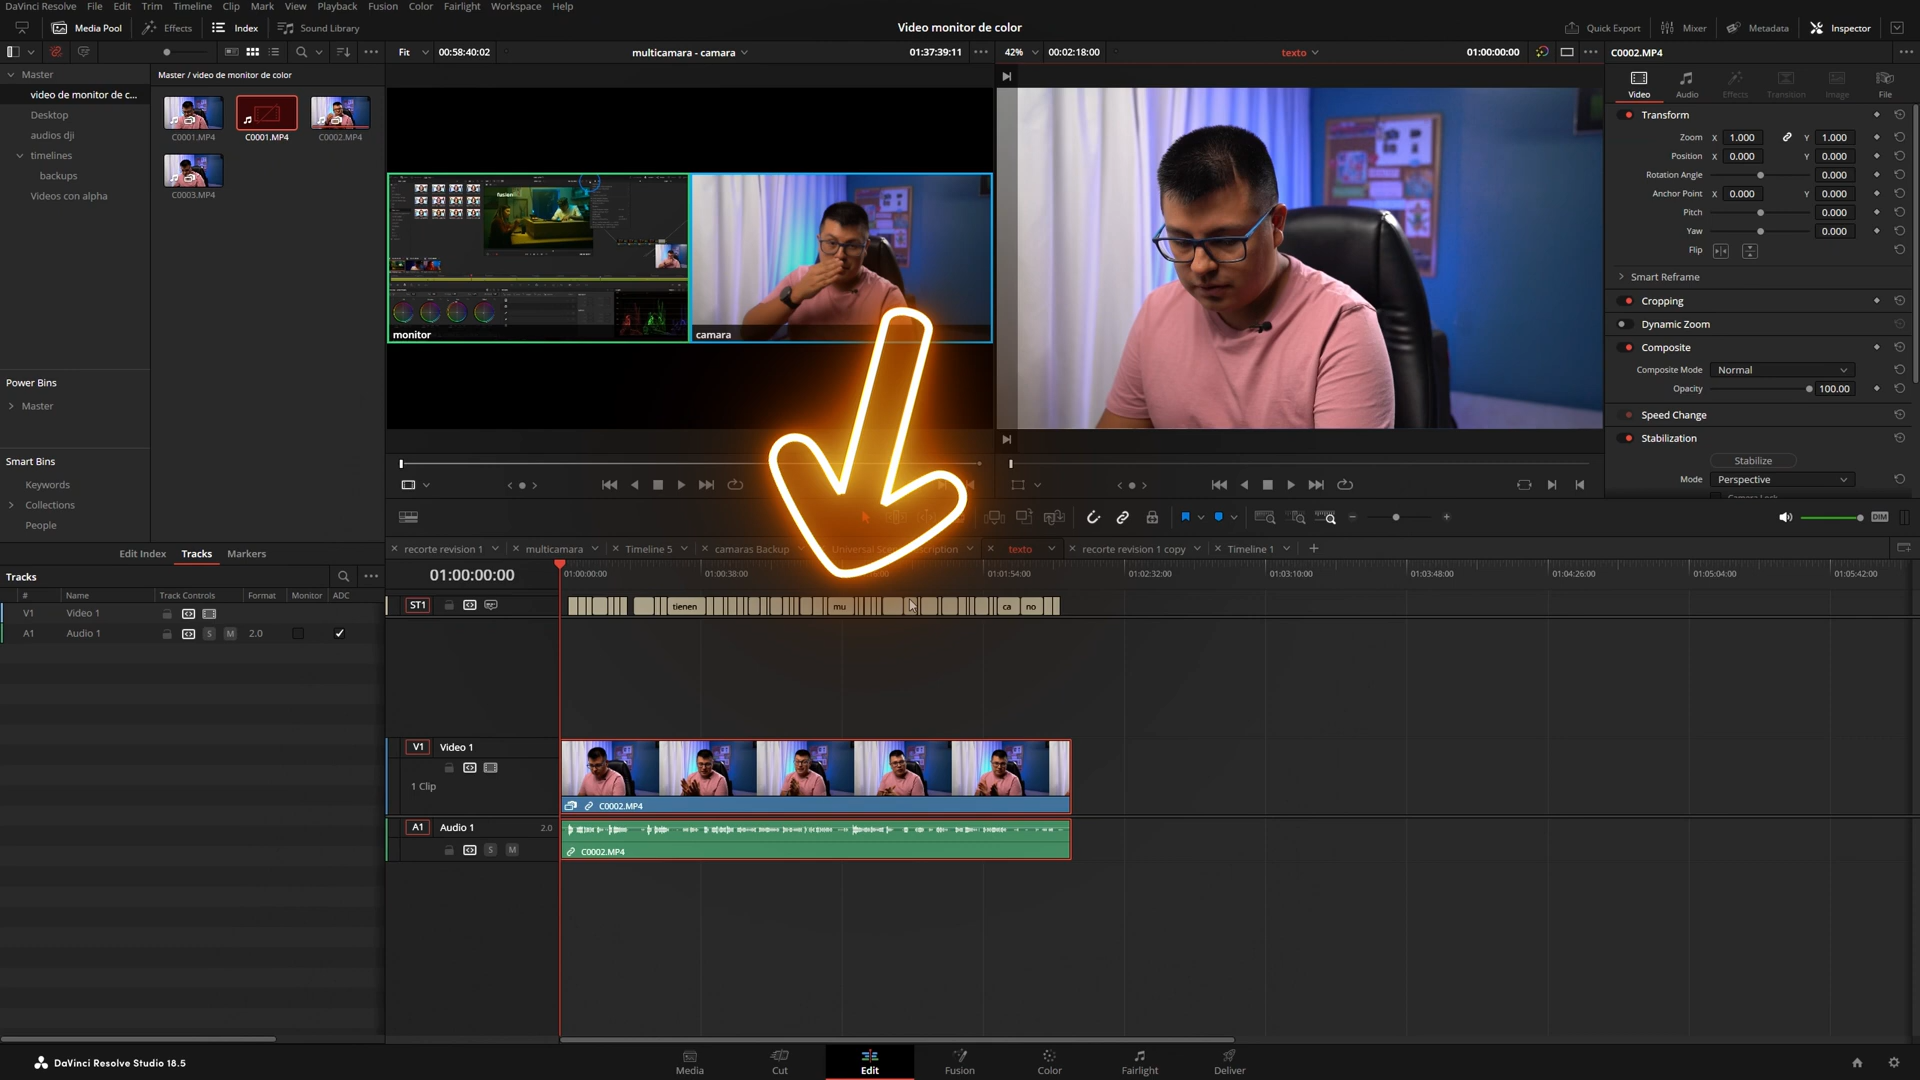 DaVinci Resolve File Edit Trim Timeline Clip Mark View Playback Fusion Color Fairlight Workspace Help
Media Pool Effects Index Sound Library
Video monitor de color
Quick Export Mixer Metadata Inspector
Fit 00:58:40:02 multicamara - camara 01:37:39:11
42% 00:02:18:00 texto 01:00:00:00
C0002.MP4
Master
video de monitor de c...
Desktop
audios dji
timelines
backups
Videos con alpha
Master / video de monitor de color
C0001.MP4 C0001.MP4 C0002.MP4
C0003.MP4
Power Bins
Master
Smart Bins
Keywords
Collections
People
fusion
monitor
camara
Video Audio Effects Transition Image File
Transform
Zoom X 1.000 Y 1.000
Position X 0.000 Y 0.000
Rotation Angle 0.000
Anchor Point X 0.000 Y 0.000
Pitch 0.000
Yaw 0.000
Flip
Smart Reframe
Cropping
Dynamic Zoom
Composite
Composite Mode Normal
Opacity 100.00
Speed Change
Stabilization
Stabilize
Mode Perspective
DIM
Edit Index Tracks Markers
Tracks
# Name Track Controls Format Monitor ADC
V1 Video 1
A1 Audio 1 S M 2.0
recorte revision 1 multicamara Timeline 5 camaras Backup texto recorte revision 1 copy Timeline 1
01:00:00:00
01:00:00:00 01:00:38:00 01:01:54:00 01:02:32:00 01:03:10:00 01:03:48:00 01:04:26:00 01:05:04:00 01:05:42:00
ST1 tienen mu ca no
V1 Video 1
1 Clip
C0002.MP4
A1 Audio 1 2.0
S M
C0002.MP4
DaVinci Resolve Studio 18.5
Media Cut Edit Fusion Color Fairlight Deliver